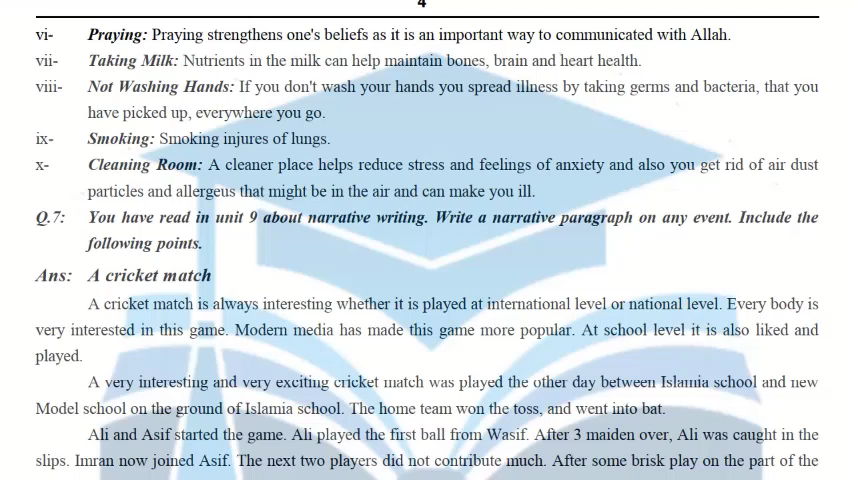 4
vi- Praying: Praying strengthens one's beliefs as it is an important way to communicated with Allah.
vii- Taking Milk: Nutrients in the milk can help maintain bones, brain and heart health.
viii- Not Washing Hands: If you don't wash your hands you spread illness by taking germs and bacteria, that you
have picked up, everywhere you go.
ix- Smoking: Smoking injures of lungs.
x- Cleaning Room: A cleaner place helps reduce stress and feelings of anxiety and also you get rid of air dust
particles and allergeus that might be in the air and can make you ill.
Q.7: You have read in unit 9 about narrative writing. Write a narrative paragraph on any event. Include the
following points.
Ans: A cricket match
A cricket match is always interesting whether it is played at international level or national level. Every body is
very interested in this game. Modern media has made this game more popular. At school level it is also liked and
played.
A very interesting and very exciting cricket match was played the other day between Islamia school and new
Model school on the ground of Islamia school. The home team won the toss, and went into bat.
Ali and Asif started the game. Ali played the first ball from Wasif. After 3 maiden over, Ali was caught in the
slips. Imran now joined Asif. The next two players did not contribute much. After some brisk play on the part of the